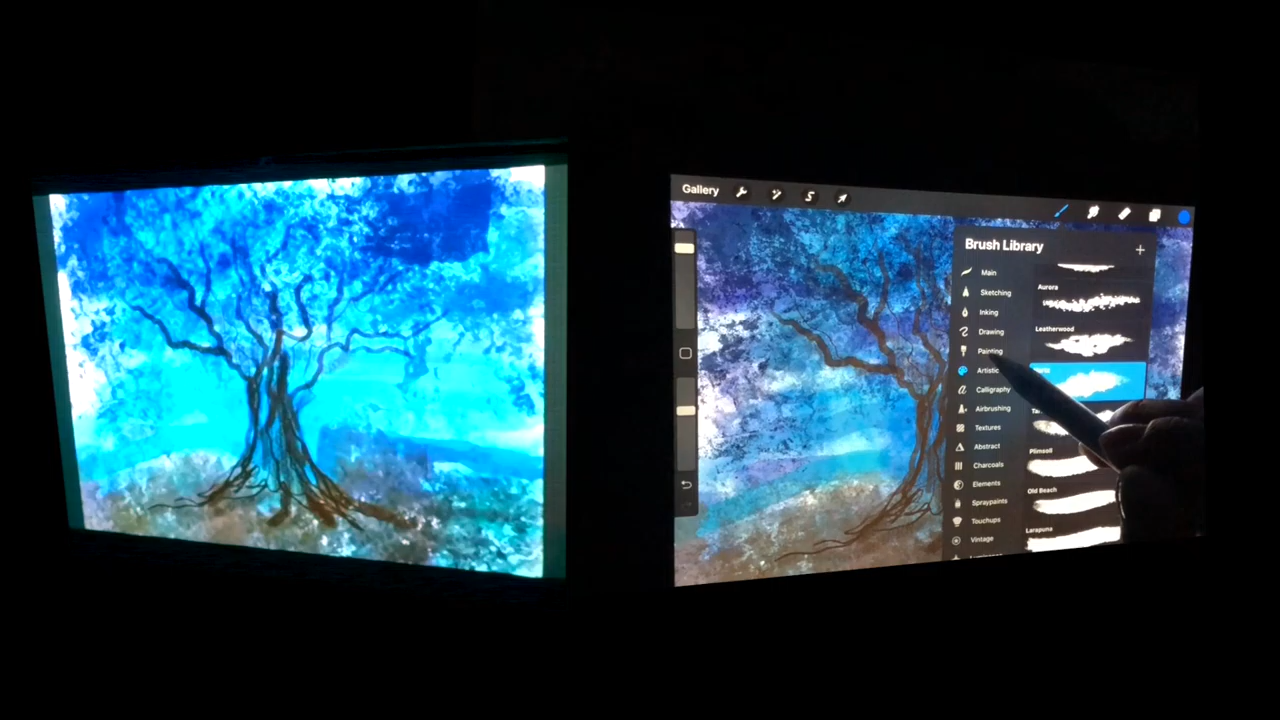 Gallery
Brush Library
Main
Sketching
Inking
Drawing
Painting
Artistic
Calligraphy
Airbrushing
Textures
Abstract
Charcoals
Elements
Spraypaints
Touchups
Vintage
Aurora
Leatherwood
Plimsoll
Old Beach
Larapuna